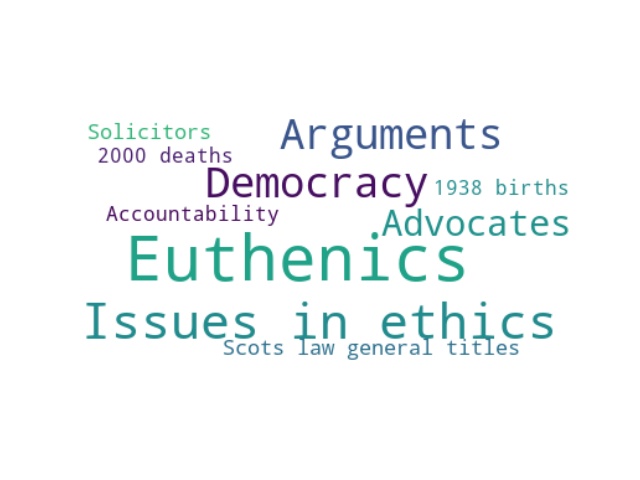 Solicitors
Arguments
2000 deaths
Democracy
1938 births
Accountability
Advocates
Euthenics
Issues in ethics
Scots law general titles